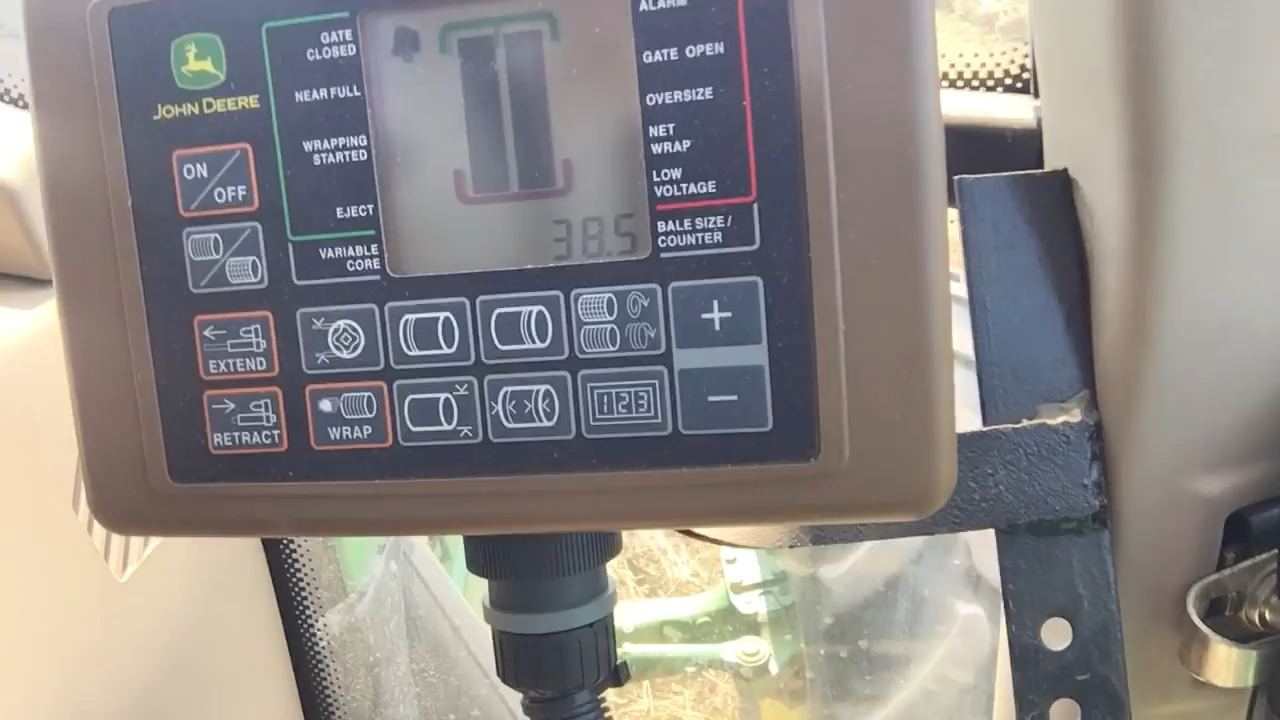 JOHN DEERE
ON
OFF
GATE
CLOSED
NEAR FULL
WRAPPING
STARTED
EJECT
VARIABLE
CORE
38.5
ALARM
GATE OPEN
OVERSIZE
NET
WRAP
LOW
VOLTAGE
BALE SIZE /
COUNTER
EXTEND
RETRACT
WRAP
123
+
−